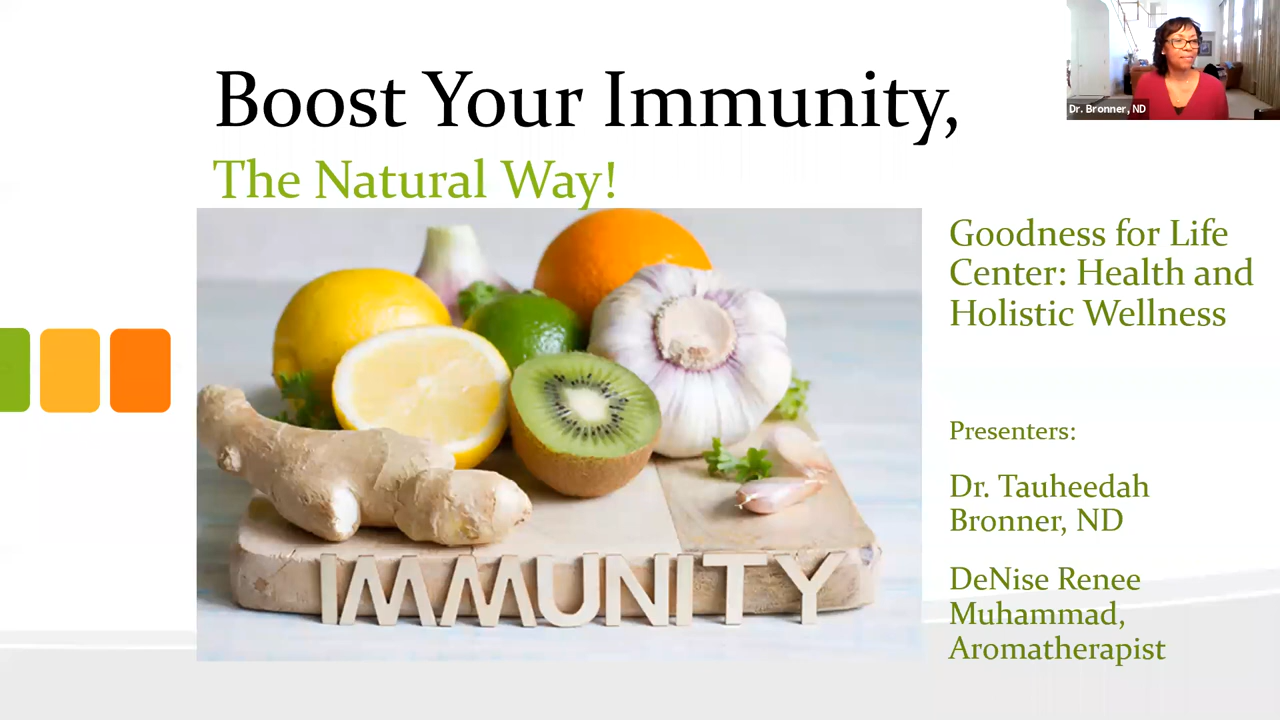 Boost Your Immunity,
The Natural Way!
Dr. Bronner, ND
Goodness for Life
Center: Health and
Holistic Wellness
Presenters:
Dr. Tauheedah
Bronner, ND
DeNise Renee
Muhammad,
Aromatherapist
IMMUNITY